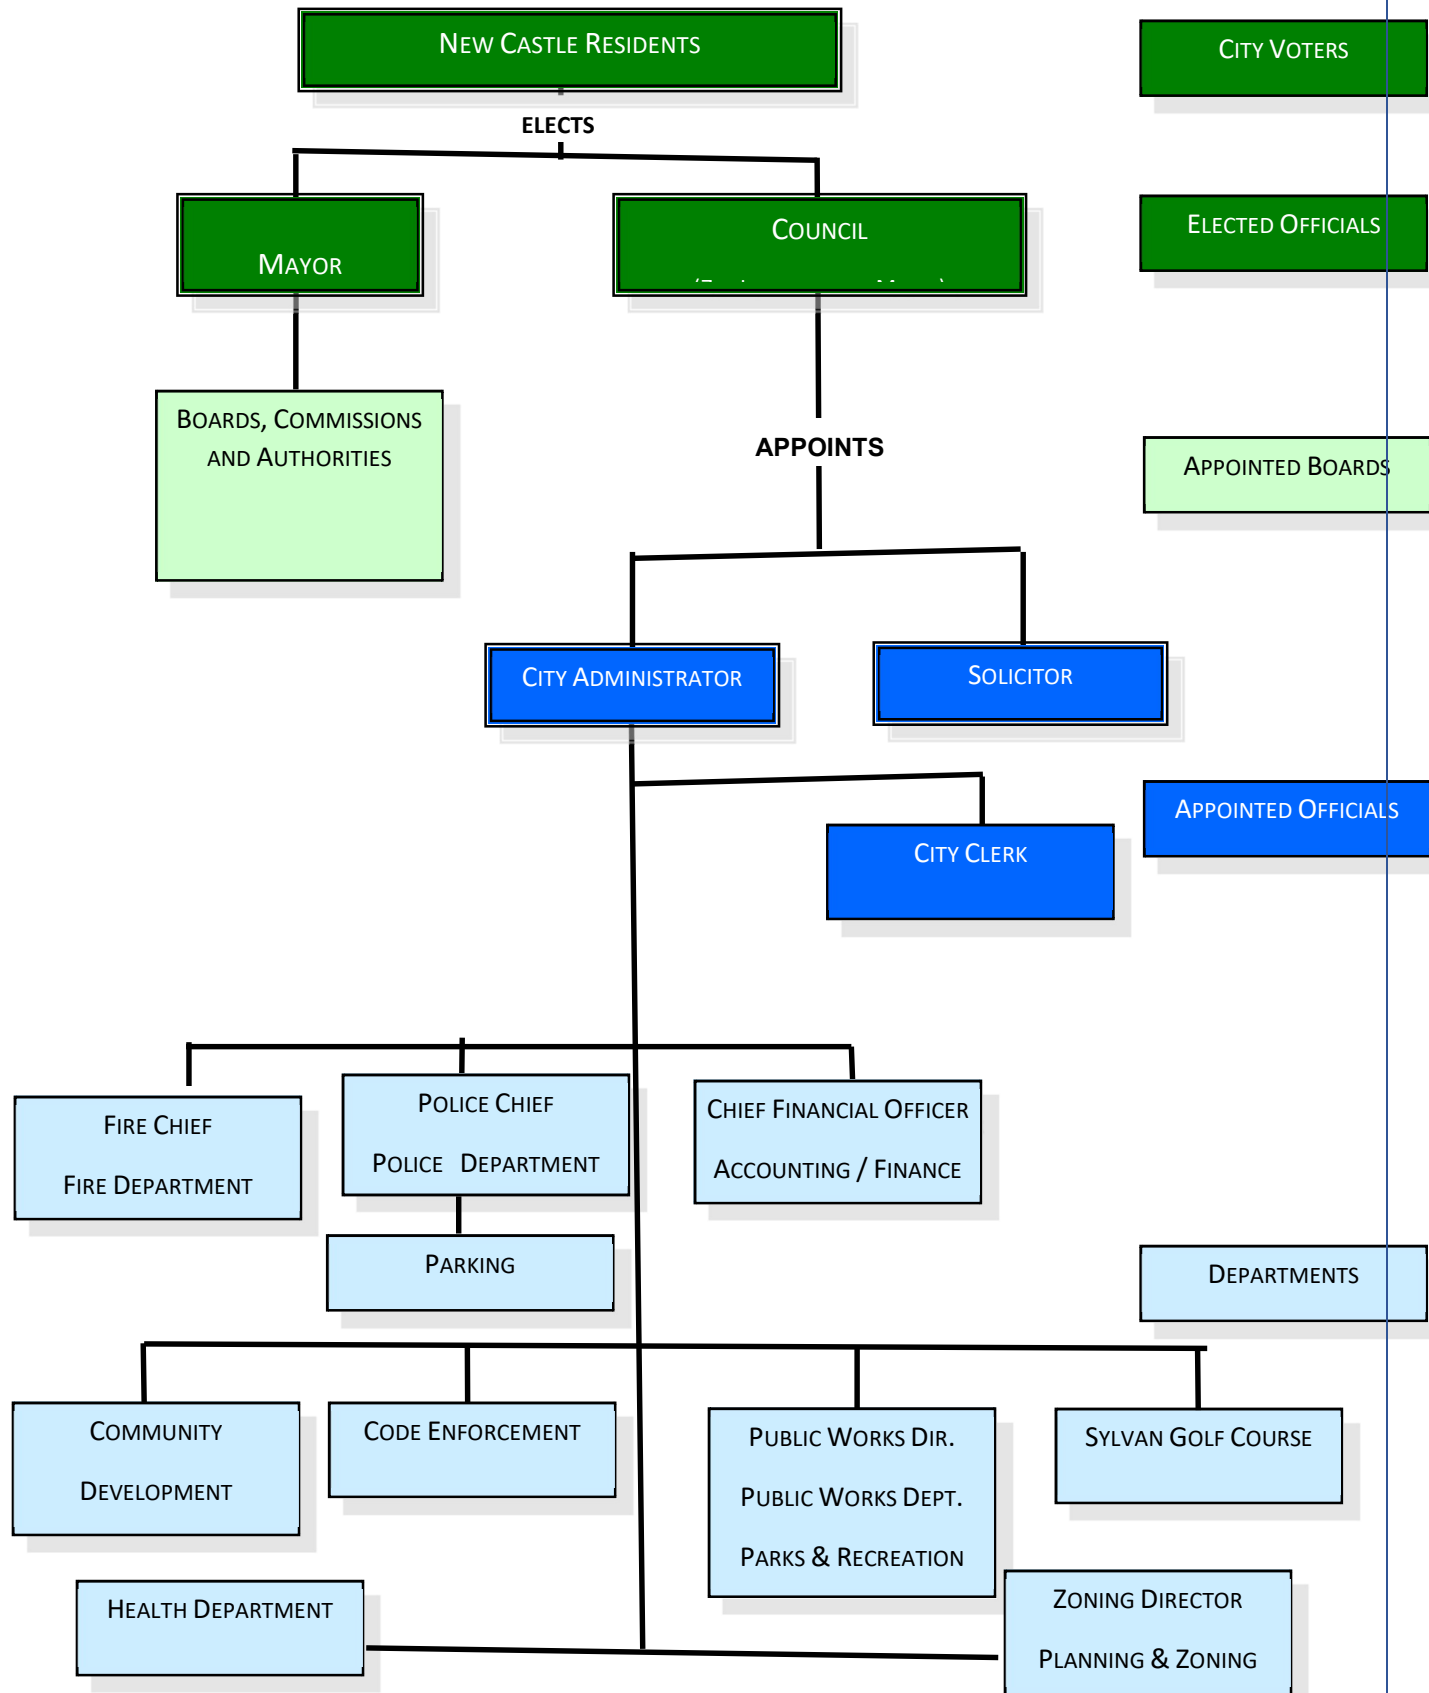 NEW CASTLE RESIDENTS
CITY VOTERS
ELECTS
MAYOR
COUNCIL
ELECTED OFFICIALS
BOARDS, COMMISSIONS
AND AUTHORITIES
APPOINTS
APPOINTED BOARDS
CITY ADMINISTRATOR
SOLICITOR
APPOINTED OFFICIALS
CITY CLERK
FIRE CHIEF
FIRE DEPARTMENT
POLICE CHIEF
POLICE DEPARTMENT
CHIEF FINANCIAL OFFICER
ACCOUNTING / FINANCE
PARKING
DEPARTMENTS
COMMUNITY
DEVELOPMENT
CODE ENFORCEMENT
PUBLIC WORKS DIR.
PUBLIC WORKS DEPT.
PARKS & RECREATION
SYLVAN GOLF COURSE
HEALTH DEPARTMENT
ZONING DIRECTOR
PLANNING & ZONING